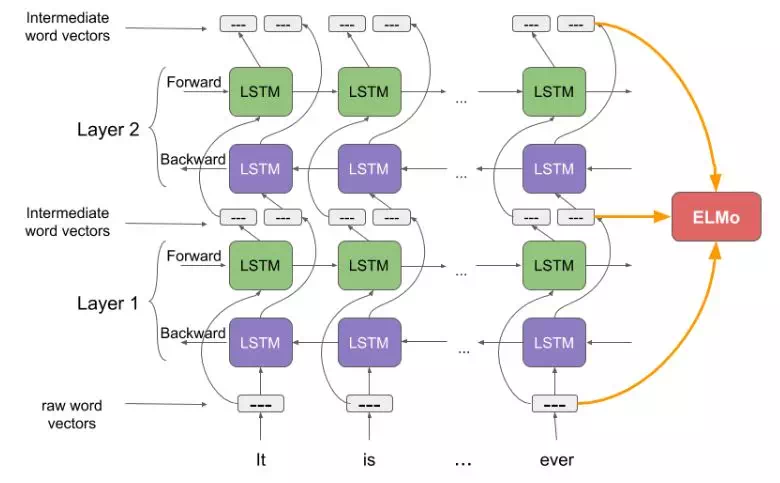 Intermediate
word vectors
--- --- --- --- --- ---
Forward
LSTM LSTM ... LSTM
Layer 2
Backward
LSTM LSTM ... LSTM
Intermediate
word vectors
--- --- --- --- --- ---
ELMo
Forward
LSTM LSTM ... LSTM
Layer 1
Backward
LSTM LSTM ... LSTM
raw word
vectors
--- --- ---
It is ... ever